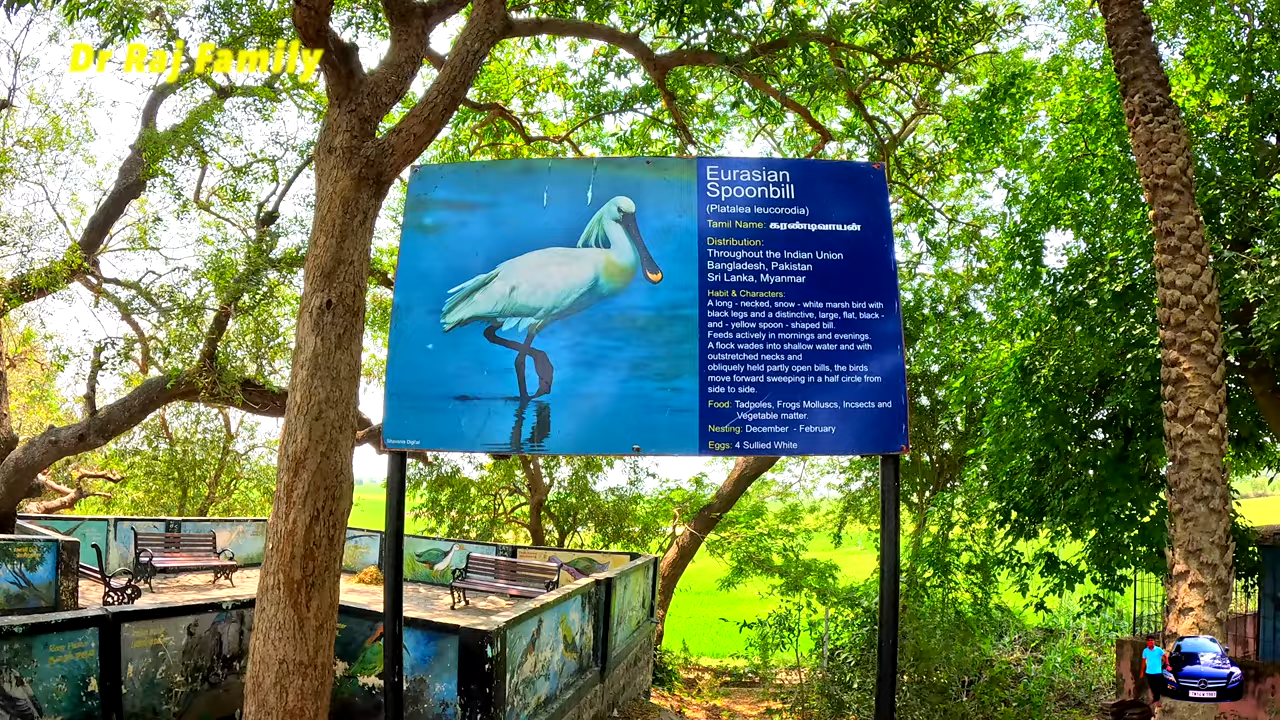 Dr Raj Family
Eurasian
Spoonbill
(Platalea leucorodia)
Tamil Name: கரண்டிவாயன்
Distribution:
Throughout the Indian Union
Bangladesh, Pakistan
Sri Lanka, Myanmar
Habit & Characters:
A long - necked, snow - white marsh bird with
black legs and a distinctive, large, flat, black -
and - yellow spoon - shaped bill.
Feeds actively in mornings and evenings.
A flock wades into shallow water and with
outstretched necks and
obliquely held partly open bills, the birds
move forward sweeping in a half circle from
side to side.
Food: Tadpoles, Frogs Molluscs, Incsects and
Vegetable matter.
Nesting: December - February
Eggs: 4 Sullied White